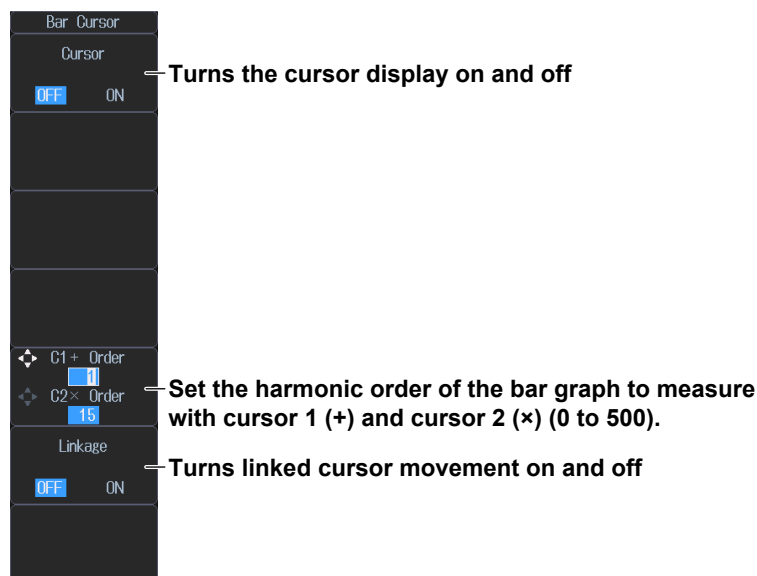 Bar Cursor
Cursor
OFF ON
Turns the cursor display on and off
C1+ Order
1
C2× Order
15
Set the harmonic order of the bar graph to measure
with cursor 1 (+) and cursor 2 (×) (0 to 500).
Linkage
OFF ON
Turns linked cursor movement on and off